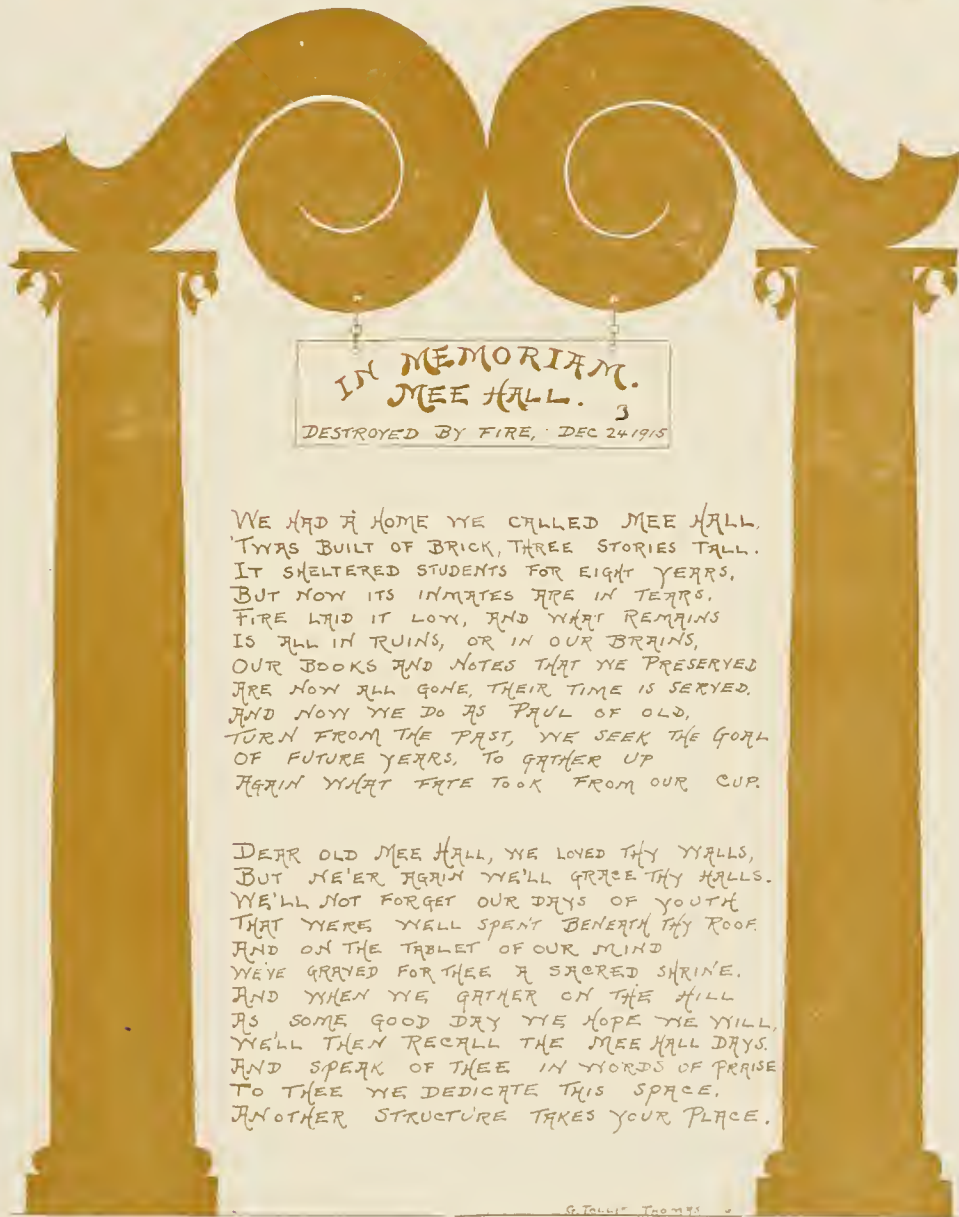 IN MEMORIAM.
MEE HALL.
3
DESTROYED BY FIRE, DEC 24 1915
WE HAD A HOME WE CALLED MEE HALL,
'TWAS BUILT OF BRICK, THREE STORIES TALL.
IT SHELTERED STUDENTS FOR EIGHT YEARS,
BUT NOW ITS INMATES ARE IN TEARS.
FIRE LAID IT LOW, AND WHAT REMAINS
IS ALL IN RUINS, OR IN OUR BRAINS,
OUR BOOKS AND NOTES THAT WE PRESERVED
ARE NOW ALL GONE, THEIR TIME IS SERVED.
AND NOW WE DO AS PAUL OF OLD,
TURN FROM THE PAST, WE SEEK THE GOAL
OF FUTURE YEARS, TO GATHER UP
AGAIN WHAT FATE TOOK FROM OUR CUP.
DEAR OLD MEE HALL, WE LOVED THY WALLS,
BUT NE'ER AGAIN WE'LL GRACE THY HALLS.
WE'LL NOT FORGET OUR DAYS OF YOUTH
THAT WERE WELL SPENT BENEATH THY ROOF.
AND ON THE TABLET OF OUR MIND
WE'VE GRAVED FOR THEE A SACRED SHRINE.
AND WHEN WE GATHER ON THE HILL
AS SOME GOOD DAY WE HOPE WE WILL,
WE'LL THEN RECALL THE MEE HALL DAYS.
AND SPEAK OF THEE IN WORDS OF PRAISE
TO THEE WE DEDICATE THIS SPACE.
ANOTHER STRUCTURE TAKES YOUR PLACE.
G. THOMAS